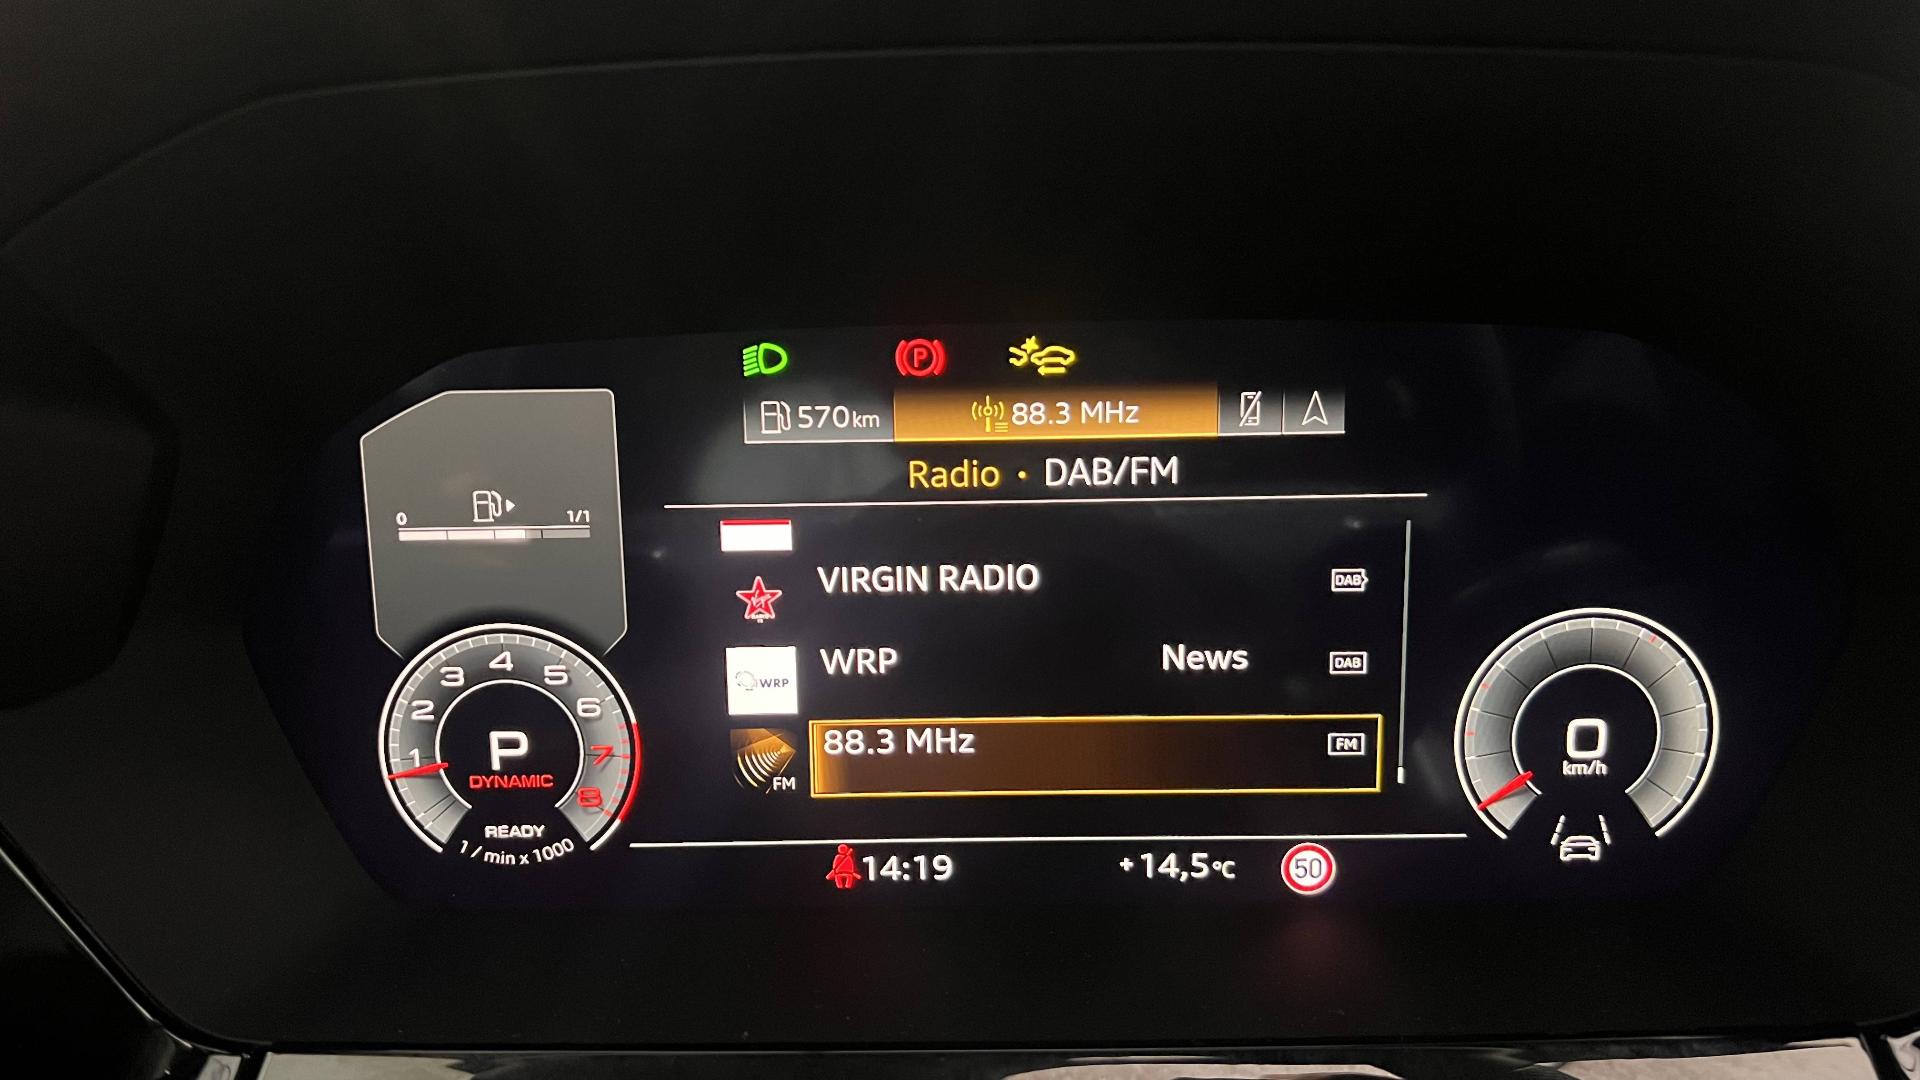 P
570 km 88.3 MHz
Radio • DAB/FM
0 1/1
VIRGIN RADIO DAB
WRP
WRP News DAB
FM
88.3 MHz FM
1 2 3 4 5 6 7 8
P
DYNAMIC
READY
1 / min x 1000
0
km/h
14:19 +14,5°C 50